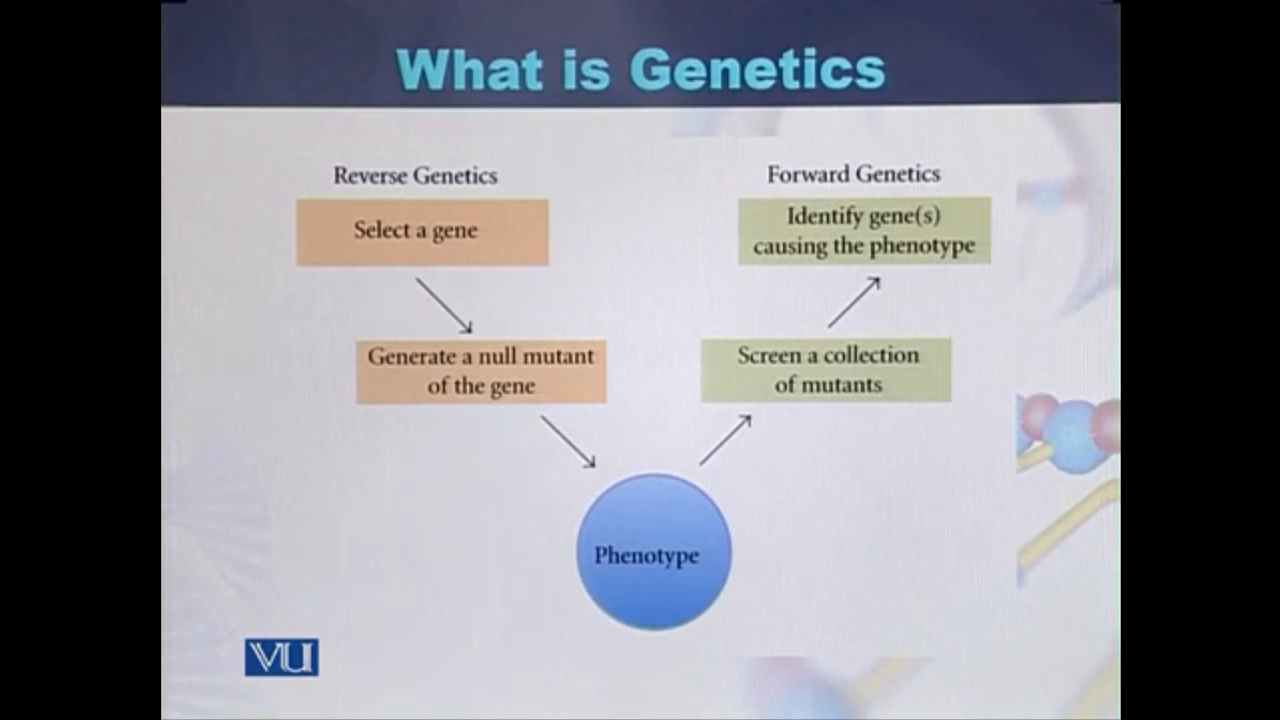 What is Genetics
Reverse Genetics
Select a gene
Generate a null mutant
of the gene
Phenotype
Forward Genetics
Identify gene(s)
causing the phenotype
Screen a collection
of mutants
VU